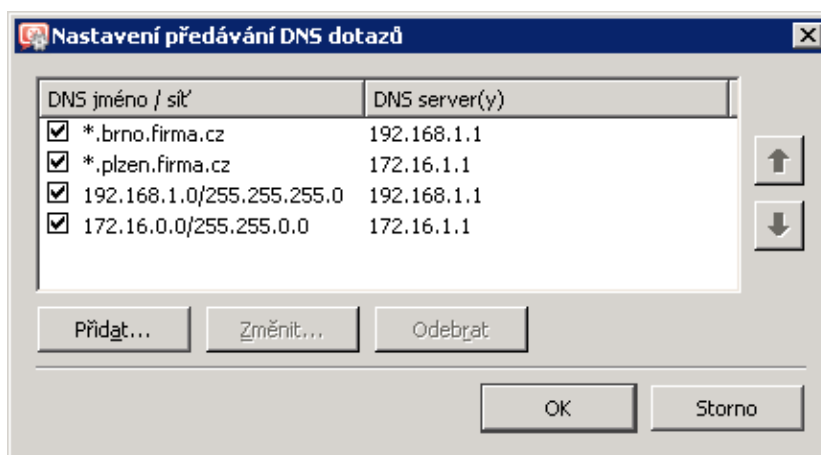 Nastavení předávání DNS dotazů
DNS jméno / síť DNS server(y)
*.brno.firma.cz 192.168.1.1
*.plzen.firma.cz 172.16.1.1
192.168.1.0/255.255.255.0 192.168.1.1
172.16.0.0/255.255.0.0 172.16.1.1
Přidat... Změnit... Odebrat
OK Storno